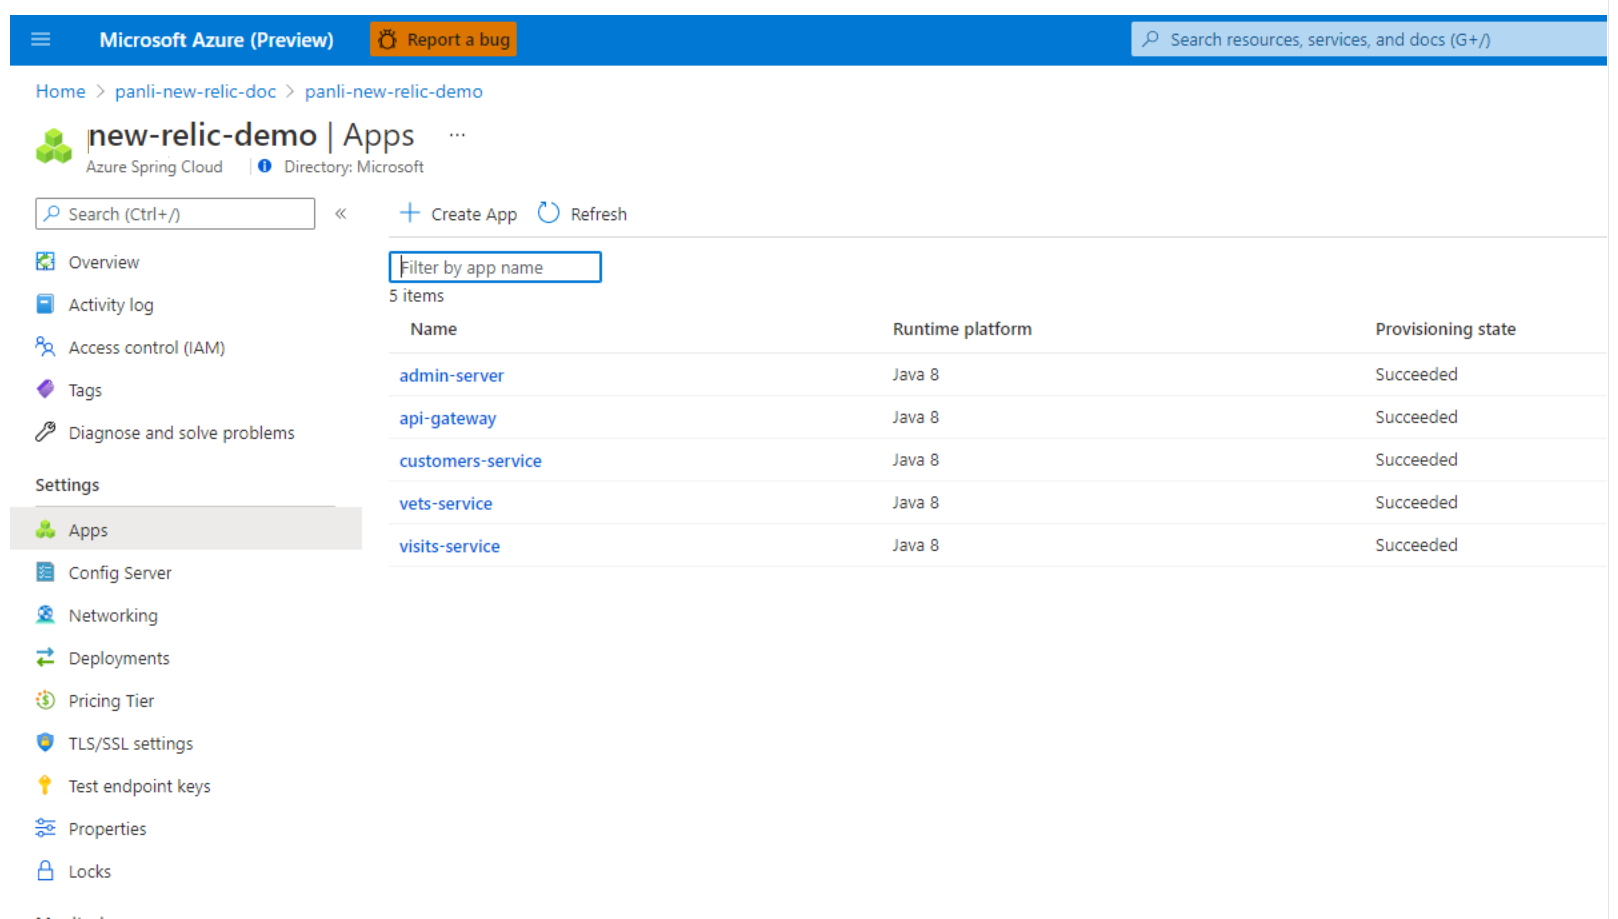 Microsoft Azure (Preview) Report a bug Search resources, services, and docs (G+/)
Home > panli-new-relic-doc > panli-new-relic-demo
new-relic-demo | Apps ...
Azure Spring Cloud | Directory: Microsoft
Search (Ctrl+/) « + Create App Refresh
Overview
Activity log
Access control (IAM)
Tags
Diagnose and solve problems
Settings
Apps
Config Server
Networking
Deployments
Pricing Tier
TLS/SSL settings
Test endpoint keys
Properties
Locks
Filter by app name
5 items
Name Runtime platform Provisioning state
admin-server Java 8 Succeeded
api-gateway Java 8 Succeeded
customers-service Java 8 Succeeded
vets-service Java 8 Succeeded
visits-service Java 8 Succeeded